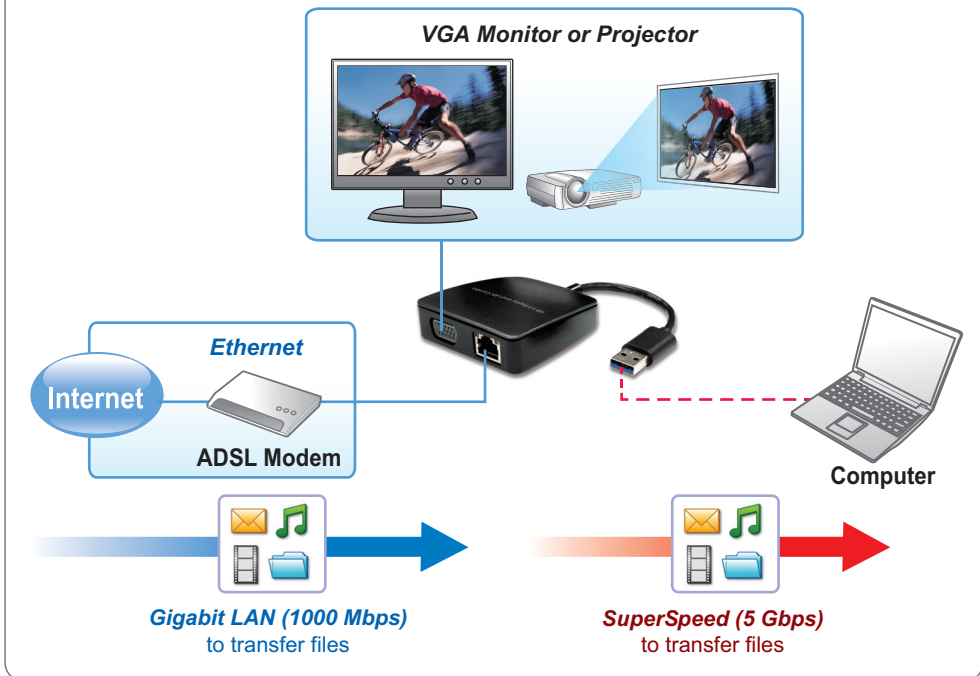 VGA Monitor or Projector
Ethernet
Internet
ADSL Modem
Computer
Gigabit LAN (1000 Mbps)
to transfer files
SuperSpeed (5 Gbps)
to transfer files